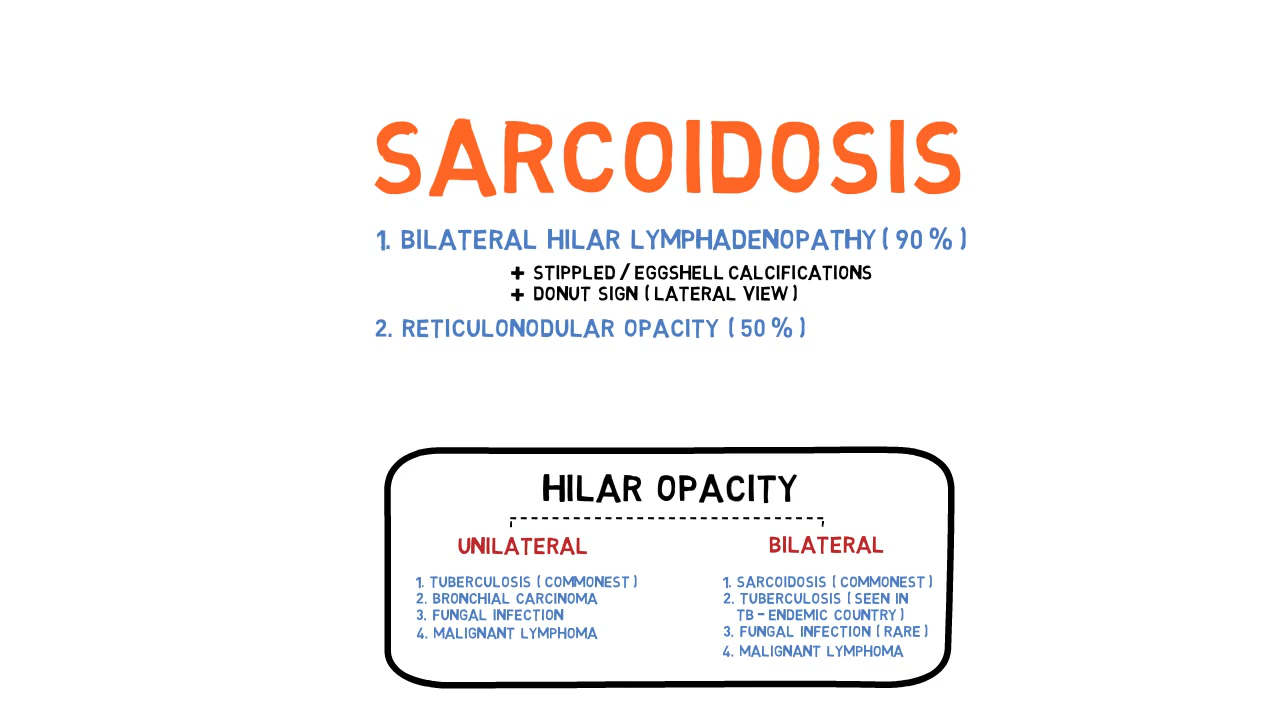 SARCOIDOSIS
1. BILATERAL HILAR LYMPHADENOPATHY (90%)
+ STIPPLED / EGGSHELL CALCIFICATIONS
+ DONUT SIGN (LATERAL VIEW)
2. RETICULONODULAR OPACITY (50%)
HILAR OPACITY
UNILATERAL
1. TUBERCULOSIS (COMMONEST)
2. BRONCHIAL CARCINOMA
3. FUNGAL INFECTION
4. MALIGNANT LYMPHOMA
BILATERAL
1. SARCOIDOSIS (COMMONEST)
2. TUBERCULOSIS (SEEN IN
TB - ENDEMIC COUNTRY)
3. FUNGAL INFECTION (RARE)
4. MALIGNANT LYMPHOMA